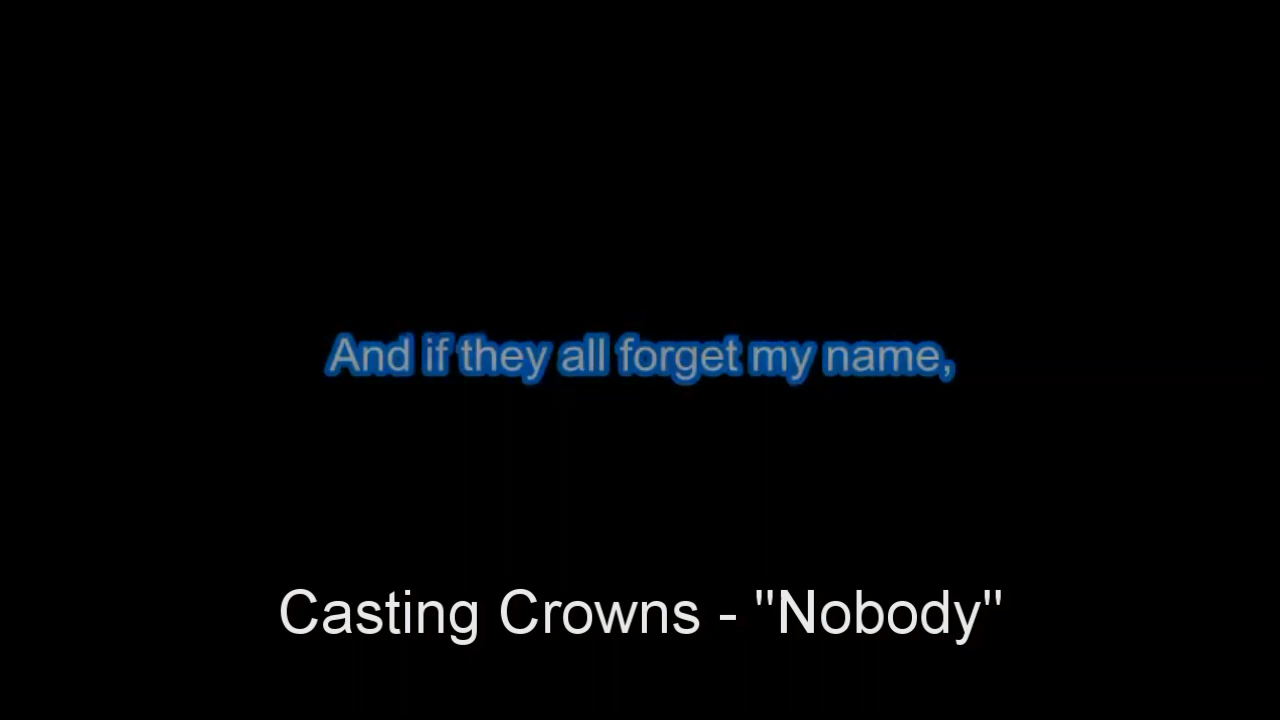 And if they all forget my name,
Casting Crowns - "Nobody"